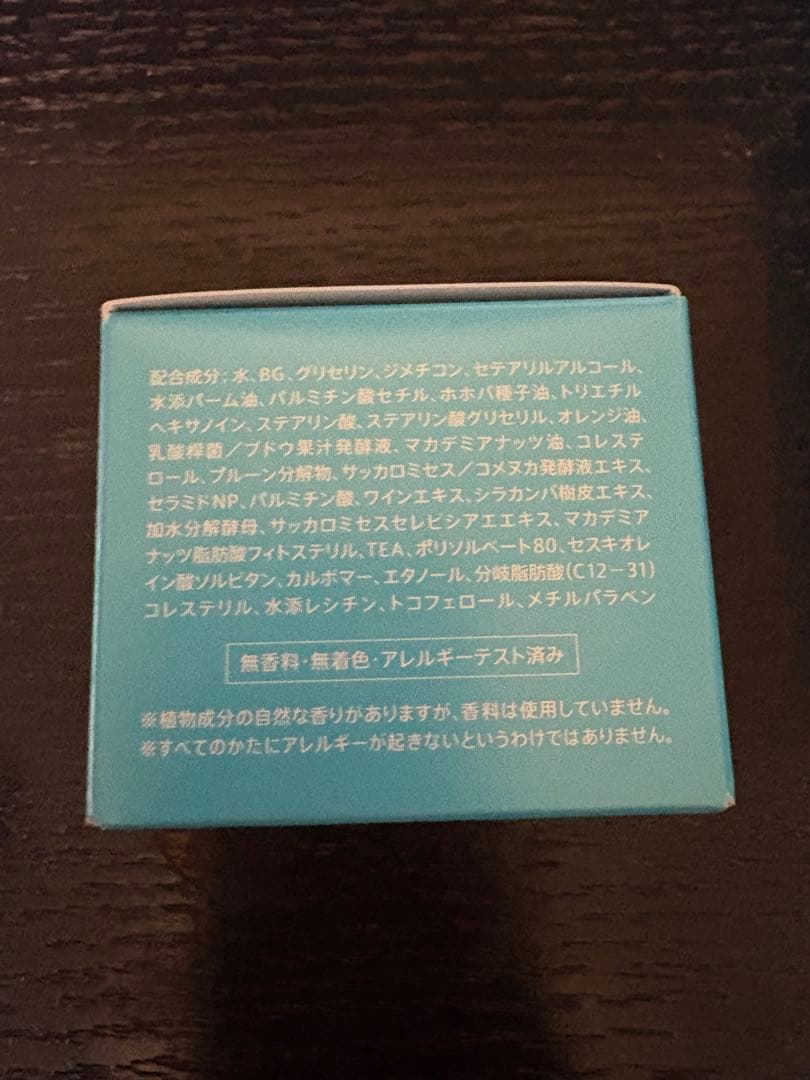 配合成分；水、BG、グリセリン、ジメチコン、セテアリルアルコール、
水添パーム油、パルミチン酸セチル、ホホバ種子油、トリエチル
ヘキサノイン、ステアリン酸、ステアリン酸グリセリル、オレンジ油、
乳酸桿菌／ブドウ果汁発酵液、マカデミアナッツ油、コレステ
ロール、プルーン分解物、サッカロミセス／コメヌカ発酵液エキス、
セラミドNP、パルミチン酸、ワインエキス、シラカンバ樹皮エキス、
加水分解酵母、サッカロミセスセレビシアエエキス、マカデミア
ナッツ脂肪酸フィトステリル、TEA、ポリソルベート80、セスキオレ
イン酸ソルビタン、カルボマー、エタノール、分岐脂肪酸(C12－31)
コレステリル、水添レシチン、トコフェロール、メチルパラベン
無香料・無着色・アレルギーテスト済み
※植物成分の自然な香りがありますが、香料は使用していません。
※すべてのかたにアレルギーが起きないというわけではありません。